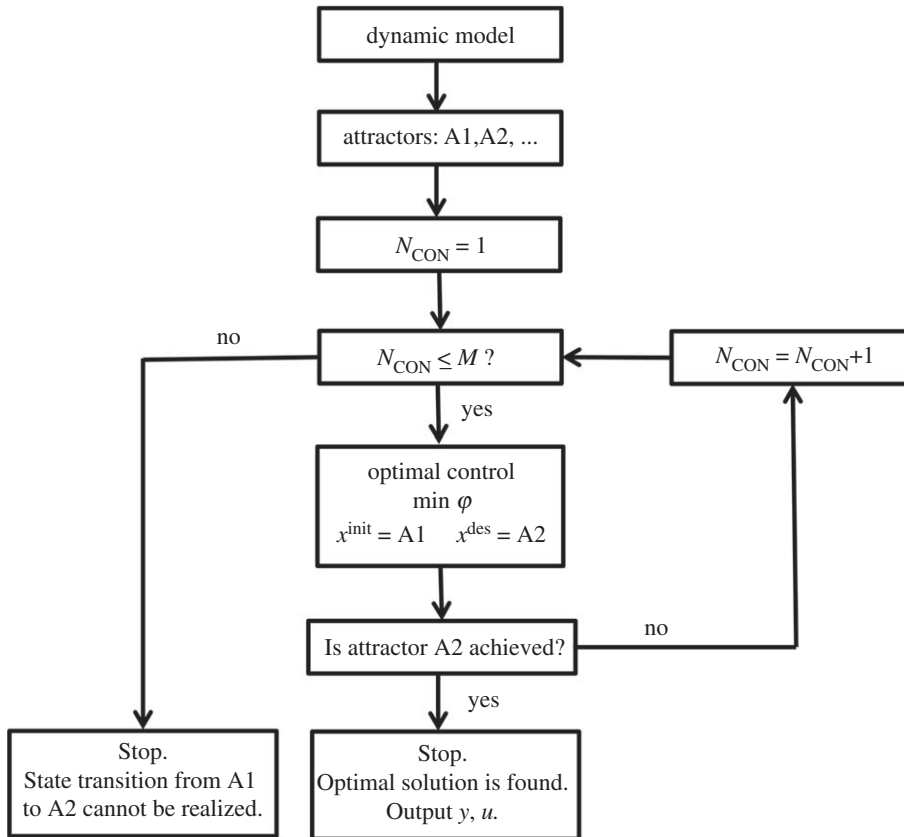 dynamic model
attractors: A1,A2, ...
N_CON = 1
no
N_CON ≤ M ?
N_CON = N_CON+1
yes
optimal control
min φ
x^init = A1 x^des = A2
Is attractor A2 achieved?
no
yes
Stop.
State transition from A1
to A2 cannot be realized.
Stop.
Optimal solution is found.
Output y, u.